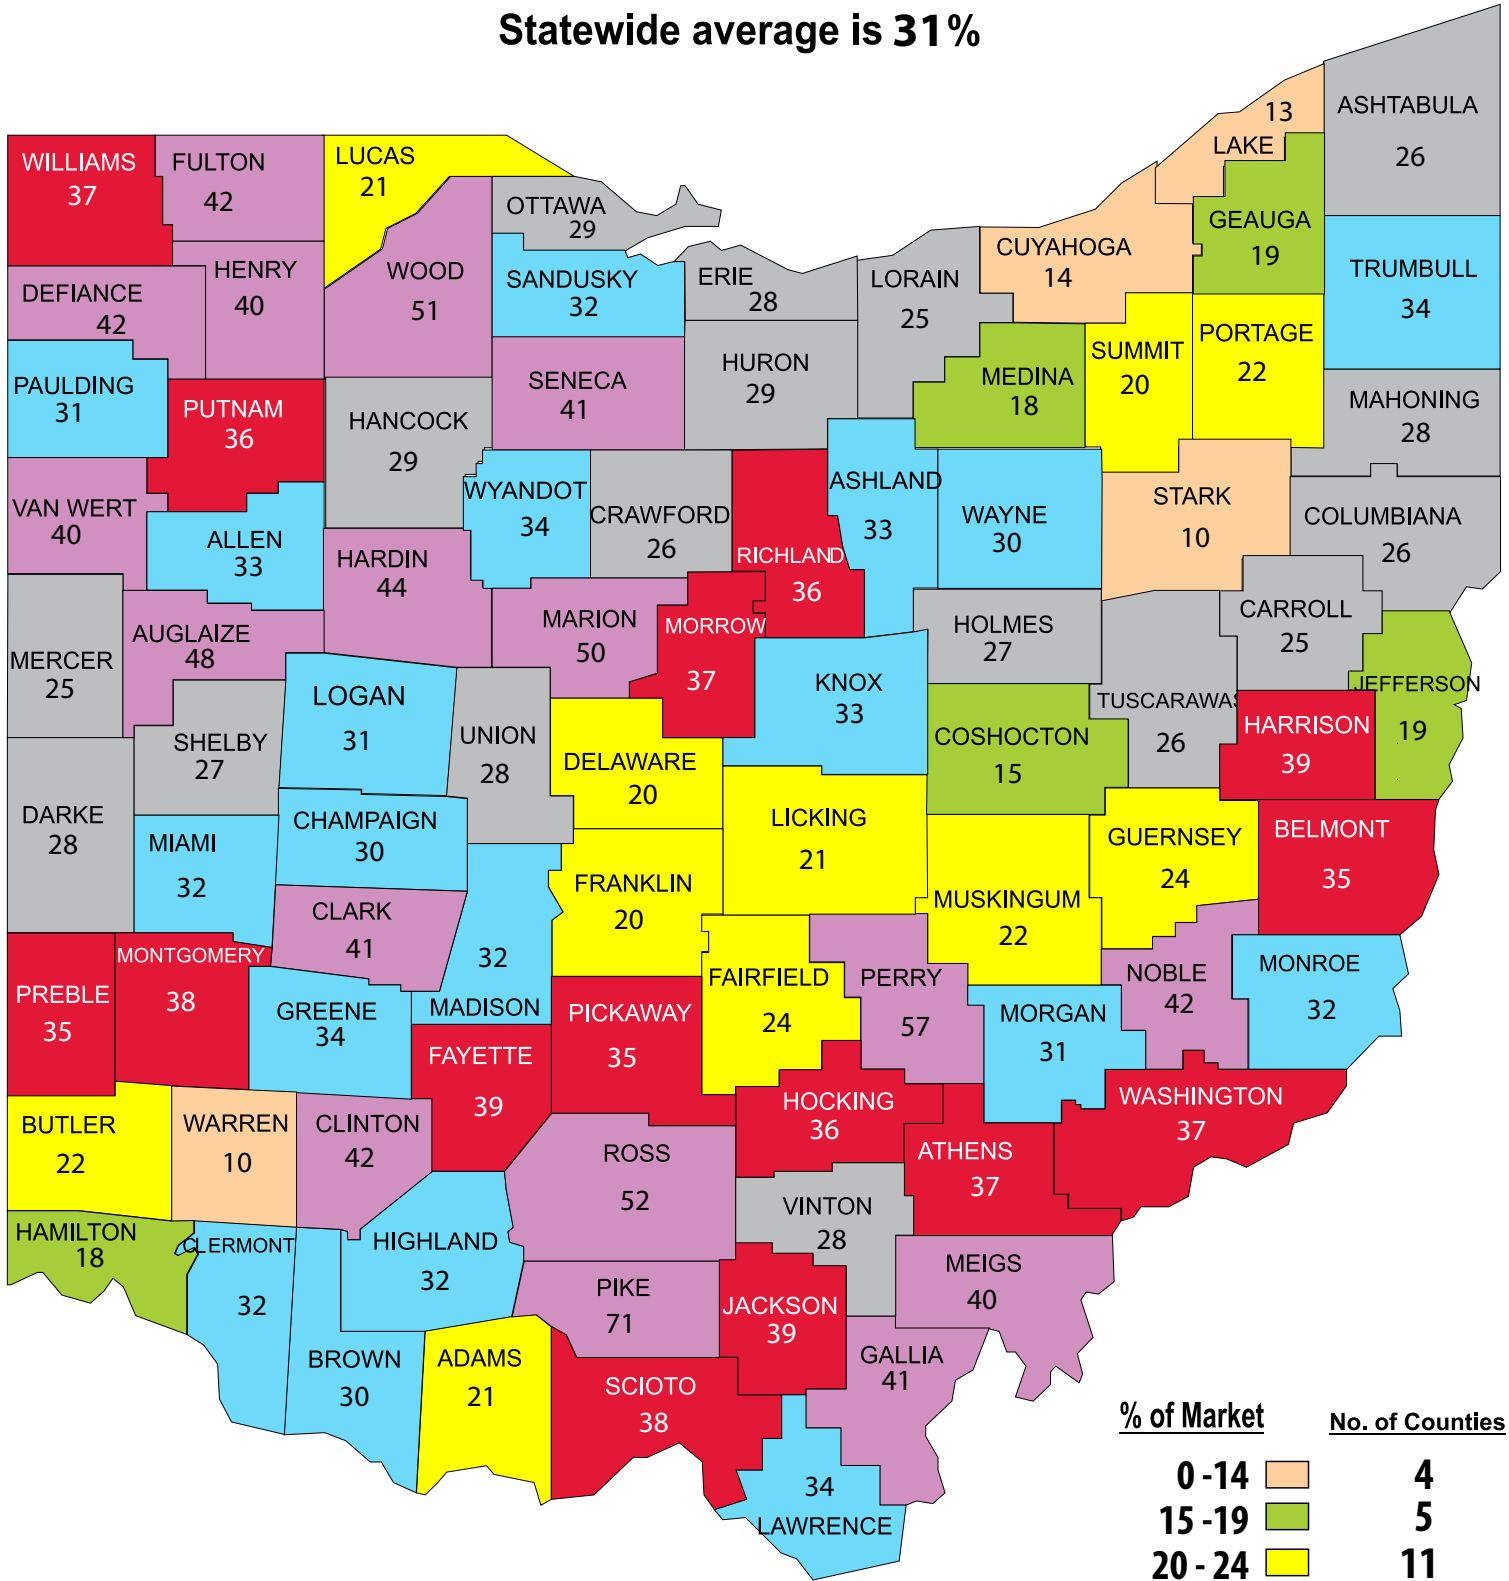 Statewide average is 31%
WILLIAMS
37
FULTON
42
LUCAS
21
OTTAWA
29
WOOD
51
HENRY
40
DEFIANCE
42
SANDUSKY
32
ERIE
28
LORAIN
25
CUYAHOGA
14
13
LAKE
GEAUGA
19
ASHTABULA
26
TRUMBULL
34
PAULDING
31
PUTNAM
36
HANCOCK
29
SENECA
41
HURON
29
MEDINA
18
SUMMIT
20
PORTAGE
22
MAHONING
28
VAN WERT
40
ALLEN
33
HARDIN
44
WYANDOT
34
CRAWFORD
26
RICHLAND
36
ASHLAND
33
WAYNE
30
STARK
10
COLUMBIANA
26
MERCER
25
AUGLAIZE
48
MARION
50
MORROW
37
HOLMES
27
CARROLL
25
JEFFERSON
19
LOGAN
31
UNION
28
KNOX
33
COSHOCTON
15
TUSCARAWAS
26
HARRISON
39
SHELBY
27
DARKE
28
MIAMI
32
CHAMPAIGN
30
DELAWARE
20
LICKING
21
MUSKINGUM
22
GUERNSEY
24
BELMONT
35
CLARK
41
32
MADISON
FRANKLIN
20
FAIRFIELD
24
PERRY
57
NOBLE
42
MONROE
32
PREBLE
35
MONTGOMERY
38
GREENE
34
FAYETTE
39
PICKAWAY
35
HOCKING
36
MORGAN
31
WASHINGTON
37
BUTLER
22
WARREN
10
CLINTON
42
ROSS
52
ATHENS
37
HAMILTON
18
CLERMONT
32
HIGHLAND
32
VINTON
28
MEIGS
40
PIKE
71
JACKSON
39
BROWN
30
ADAMS
21
SCIOTO
38
GALLIA
41
34
LAWRENCE
% of Market No. of Counties
0 -14 4
15 -19 5
20 - 24 11